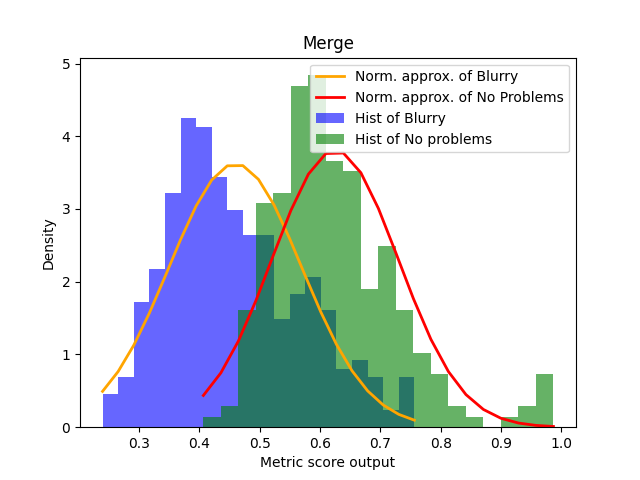 Merge
Norm. approx. of Blurry
Norm. approx. of No Problems
Hist of Blurry
Hist of No problems
Density
5
4
3
2
1
0
0.3 0.4 0.5 0.6 0.7 0.8 0.9 1.0
Metric score output